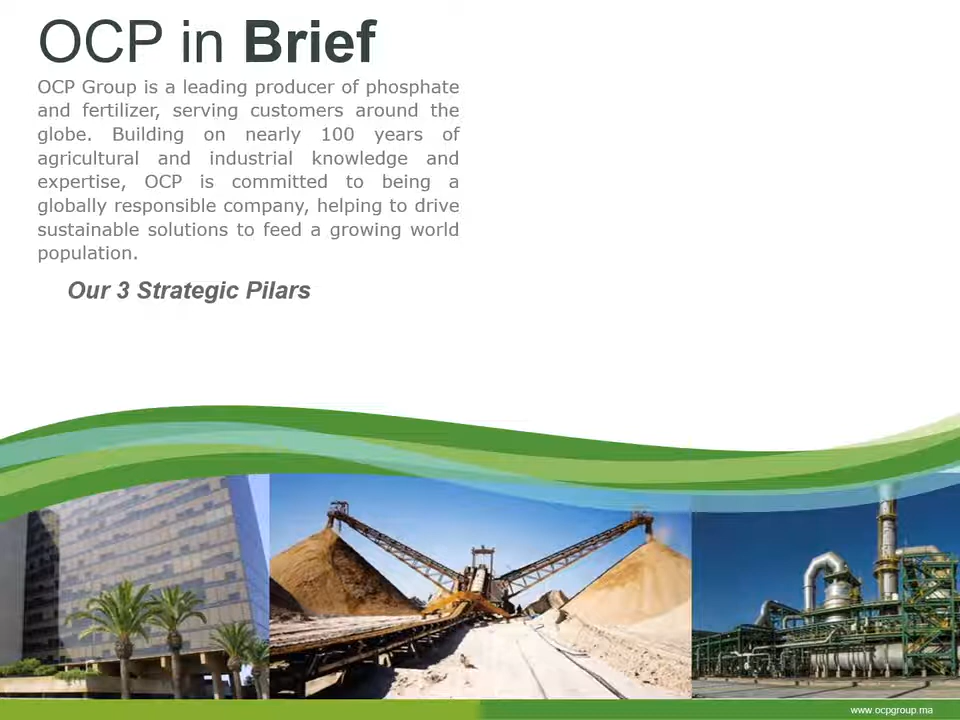 OCP in Brief
OCP Group is a leading producer of phosphate
and fertilizer, serving customers around the
globe. Building on nearly 100 years of
agricultural and industrial knowledge and
expertise, OCP is committed to being a
globally responsible company, helping to drive
sustainable solutions to feed a growing world
population.
Our 3 Strategic Pilars
www.ocpgroup.ma